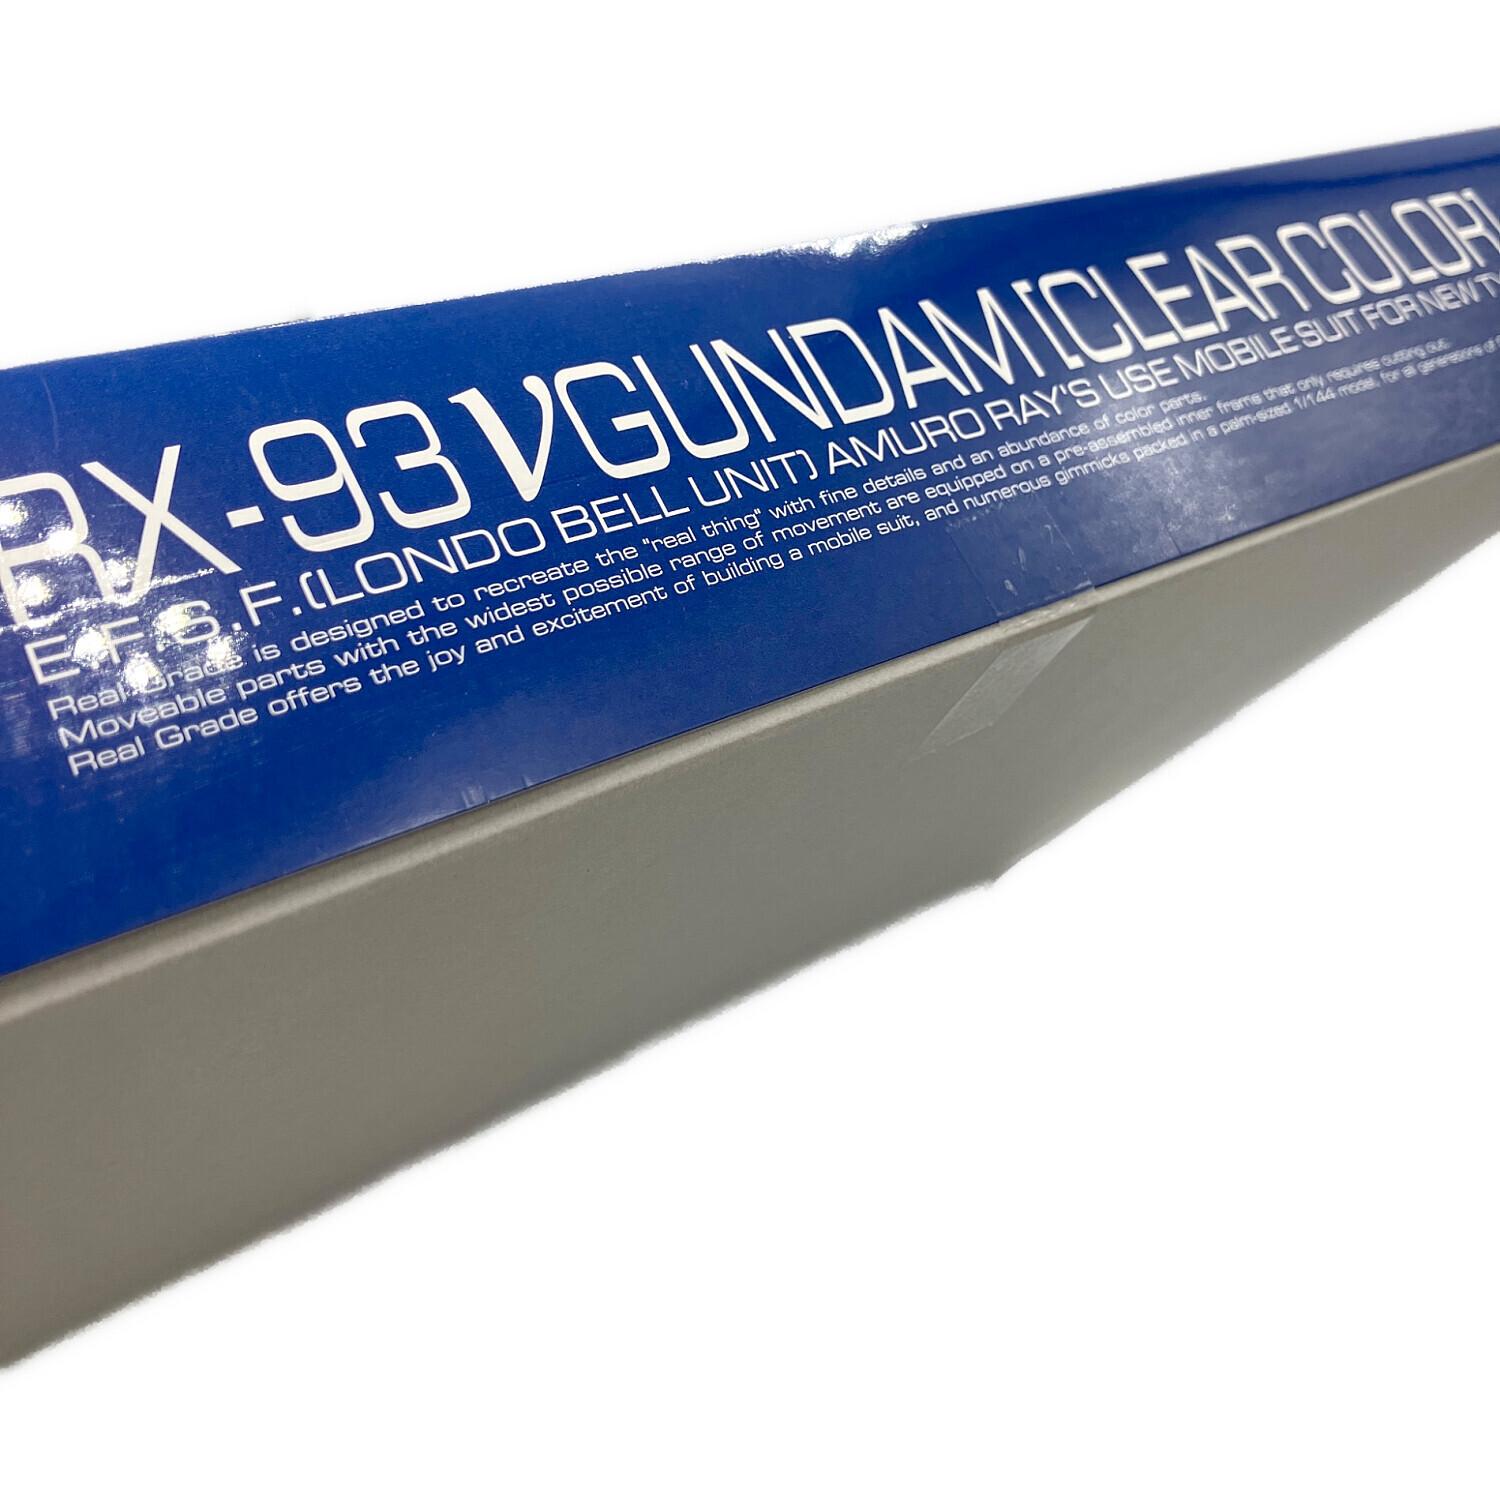 RX-93 νGUNDAM [CLEAR COLOR]
E.F.S.F.(LONDO BELL UNIT) AMURO RAY'S USE MOBILE SUIT FOR NEW
Real Grade is designed to recreate the "real thing" with fine details and an abundance of color parts.
Moveable parts with the widest possible range of movement are equipped on a pre-assembled inner frame that only requires cutting out.
Real Grade offers the joy and excitement of building a mobile suit, and numerous gimmicks packed in a palm-sized 1/144 model, for all generations of